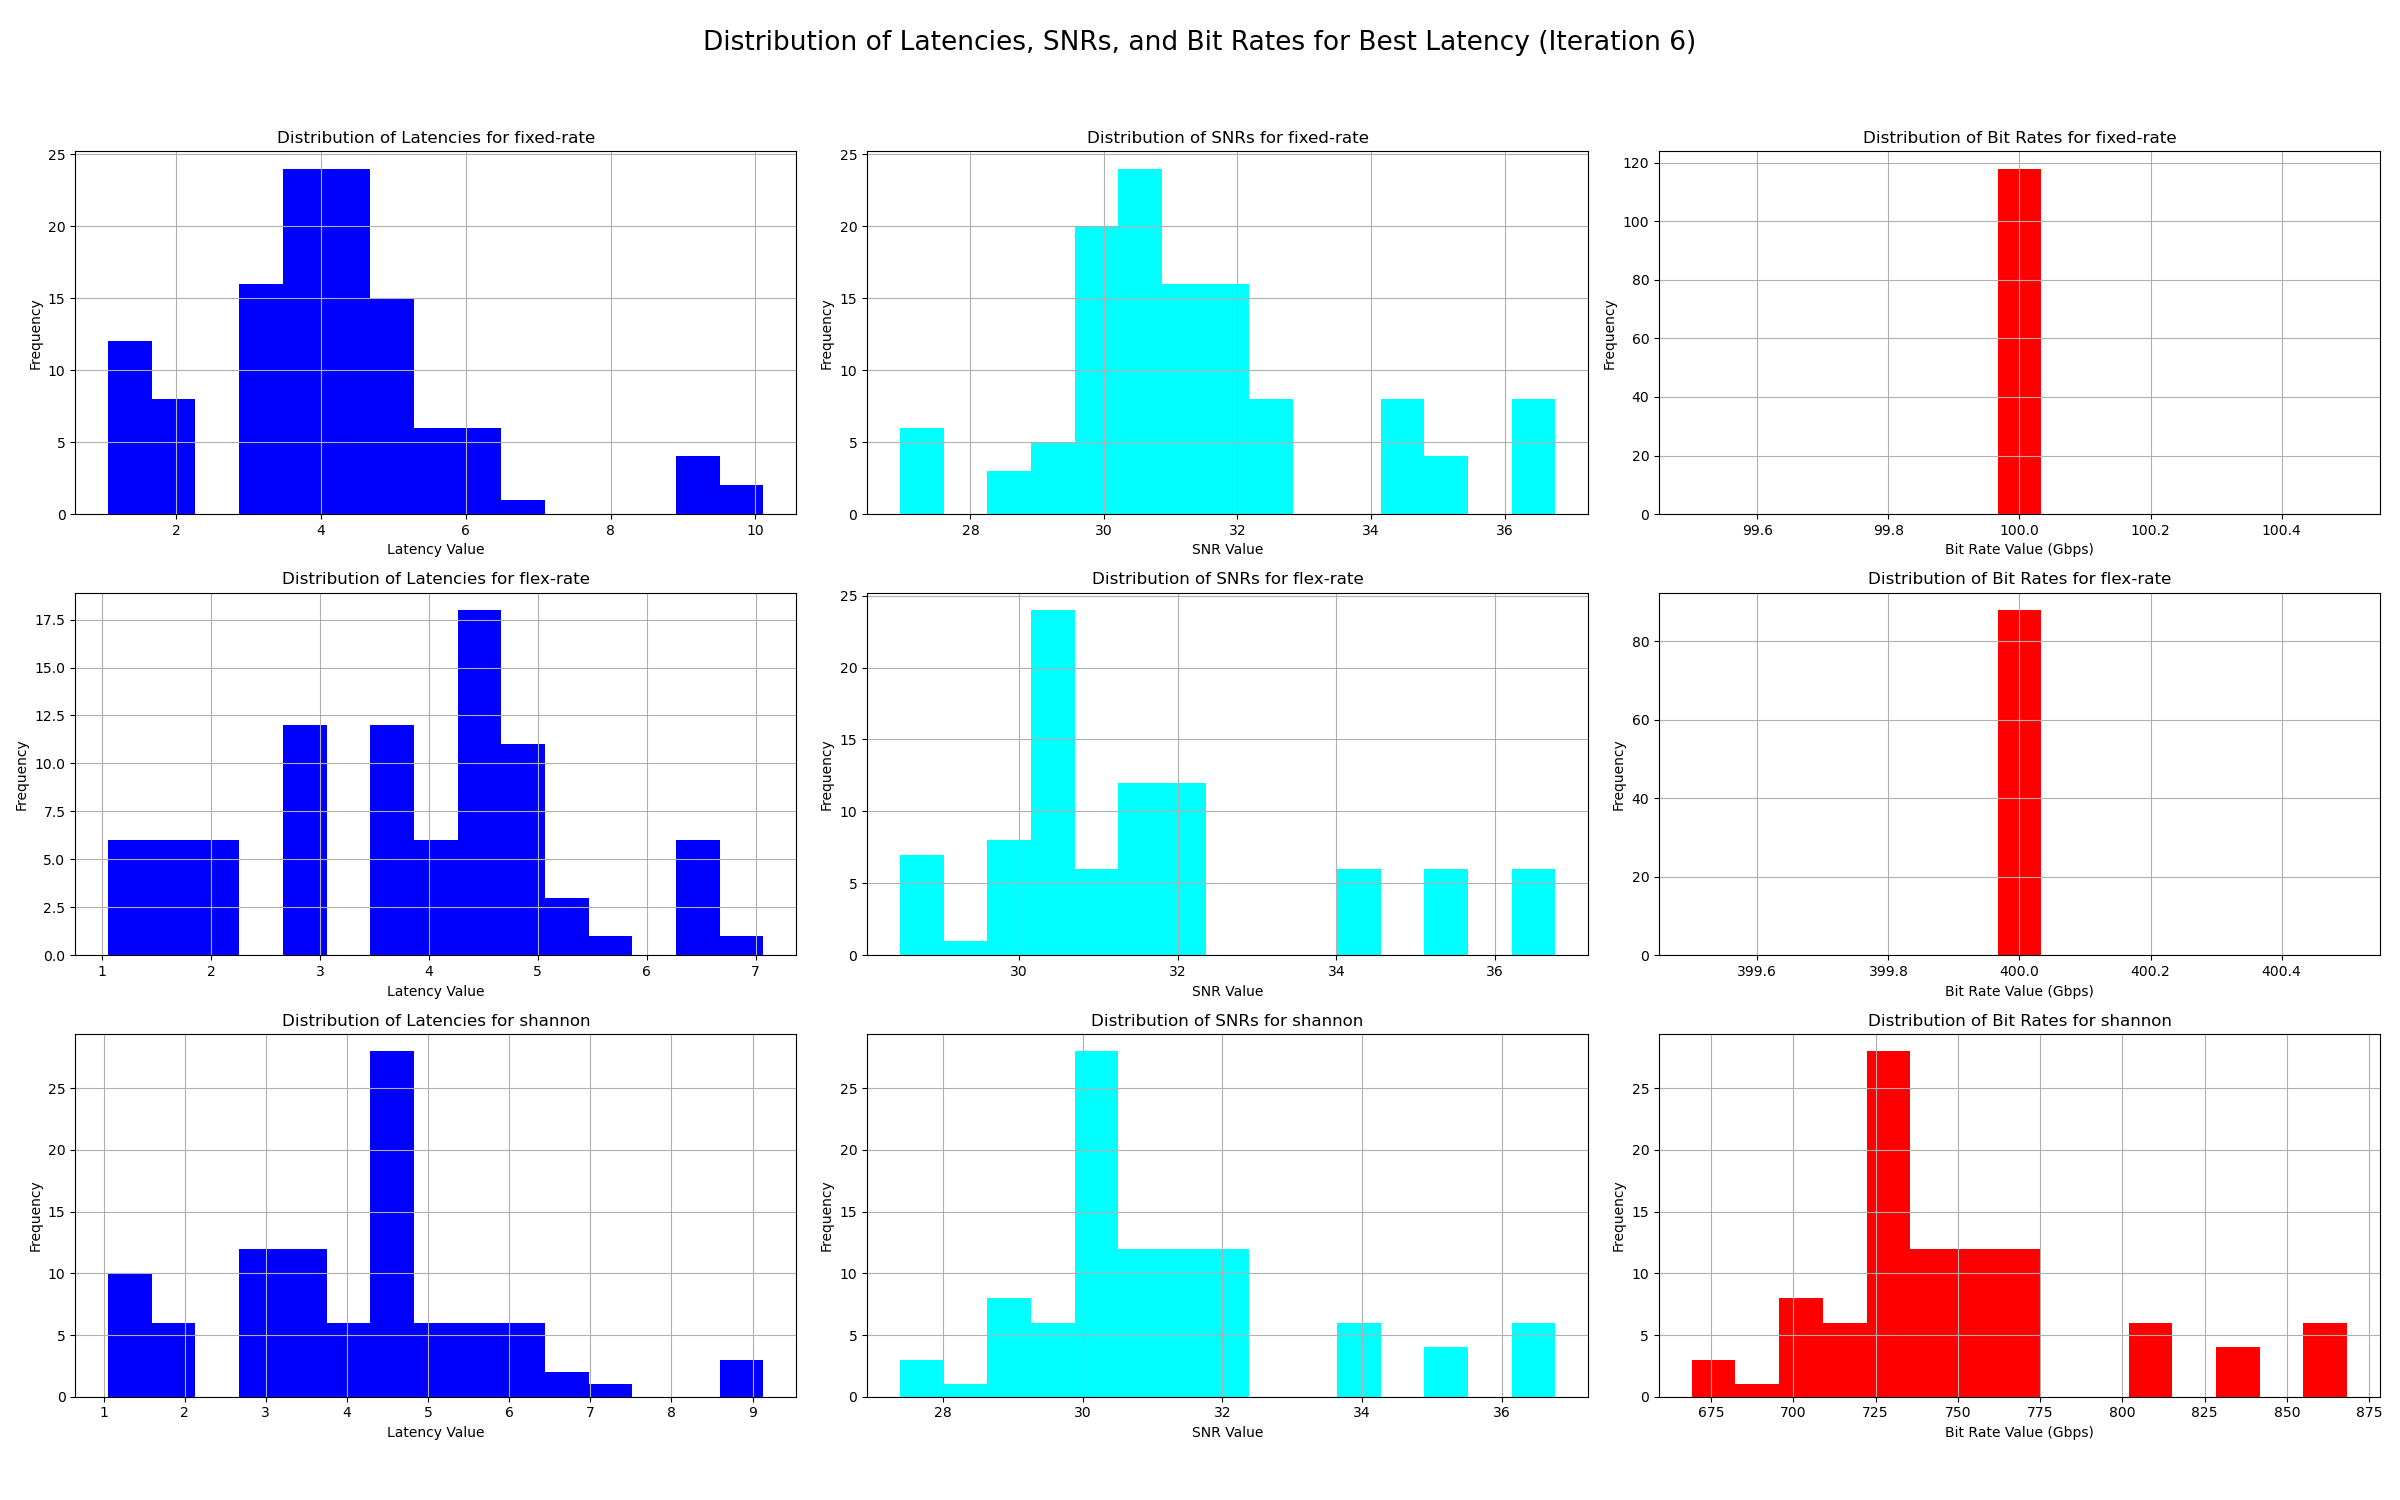 Distribution of Latencies, SNRs, and Bit Rates for Best Latency (Iteration 6)
Distribution of Latencies for fixed-rate
25
20
15
10
5
0
Frequency
2 4 6 8 10
Latency Value
Distribution of SNRs for fixed-rate
25
20
15
10
5
0
Frequency
28 30 32 34 36
SNR Value
Distribution of Bit Rates for fixed-rate
120
100
80
60
40
20
0
Frequency
99.6 99.8 100.0 100.2 100.4
Bit Rate Value (Gbps)
Distribution of Latencies for flex-rate
17.5
15.0
12.5
10.0
7.5
5.0
2.5
0.0
Frequency
1 2 3 4 5 6 7
Latency Value
Distribution of SNRs for flex-rate
25
20
15
10
5
0
Frequency
30 32 34 36
SNR Value
Distribution of Bit Rates for flex-rate
80
60
40
20
0
Frequency
399.6 399.8 400.0 400.2 400.4
Bit Rate Value (Gbps)
Distribution of Latencies for shannon
25
20
15
10
5
0
Frequency
1 2 3 4 5 6 7 8 9
Latency Value
Distribution of SNRs for shannon
25
20
15
10
5
0
Frequency
28 30 32 34 36
SNR Value
Distribution of Bit Rates for shannon
25
20
15
10
5
0
Frequency
675 700 725 750 775 800 825 850 875
Bit Rate Value (Gbps)